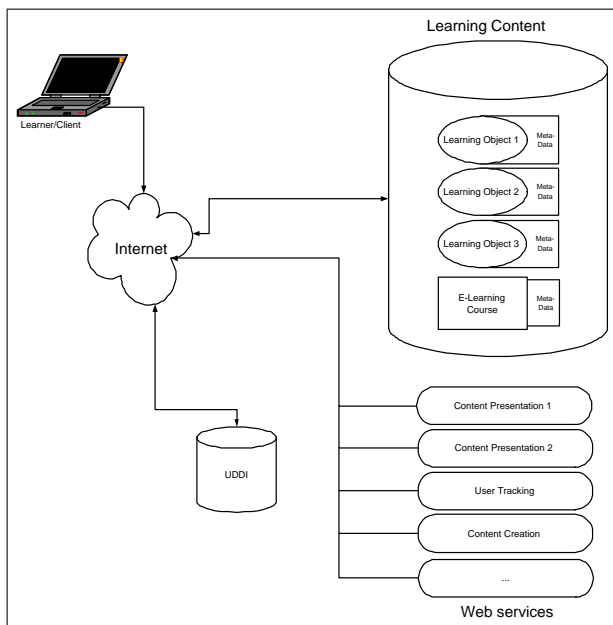 Learning Content
Learner/Client
Learning Object 1
Meta-
Data
Learning Object 2
Meta-
Data
Learning Object 3
Meta-
Data
E-Learning
Course
Meta-
Data
Internet
UDDI
Content Presentation 1
Content Presentation 2
User Tracking
Content Creation
...
Web services